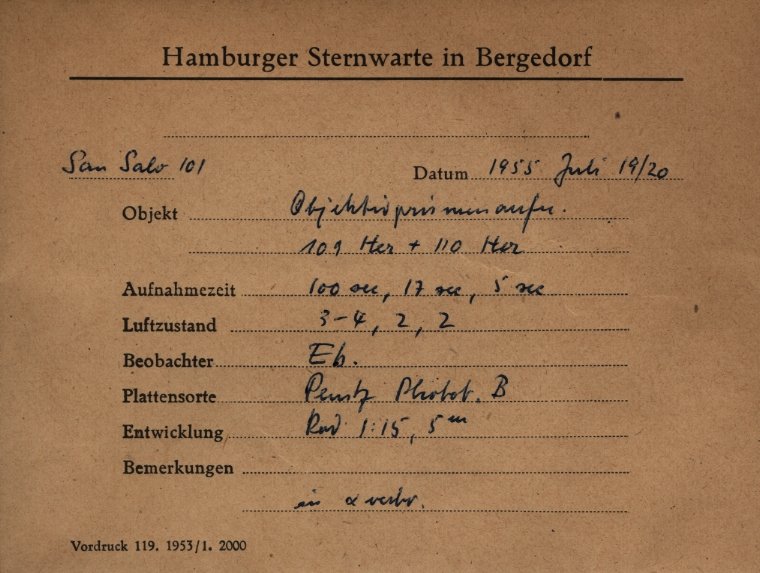 Hamburger Sternwarte in Bergedorf
San Salv 101 Datum 1955 Juli 19/20
Objekt Objektivprismenaufn.
109 Her + 110 Her
Aufnahmezeit 100 sec, 17 sec, 5 sec
Luftzustand 3-4, 2, 2
Beobachter Eb.
Plattensorte Perutz Photot. B
Entwicklung Rod 1:15, 5m
Bemerkungen
in α verbr.
Vordruck 119. 1953/1. 2000